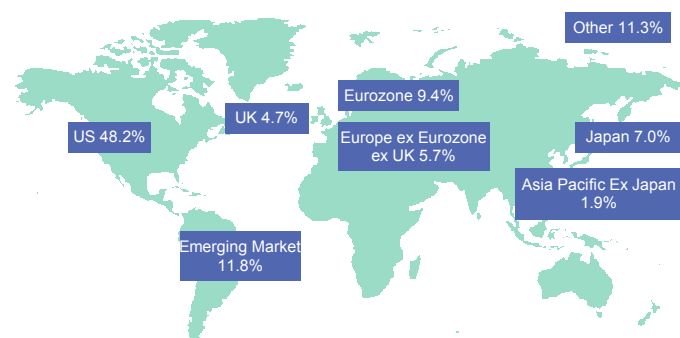 Other 11.3%
Eurozone 9.4%
UK 4.7%
US 48.2%
Europe ex Eurozone
ex UK 5.7%
Japan 7.0%
Asia Pacific Ex Japan
1.9%
Emerging Market
11.8%